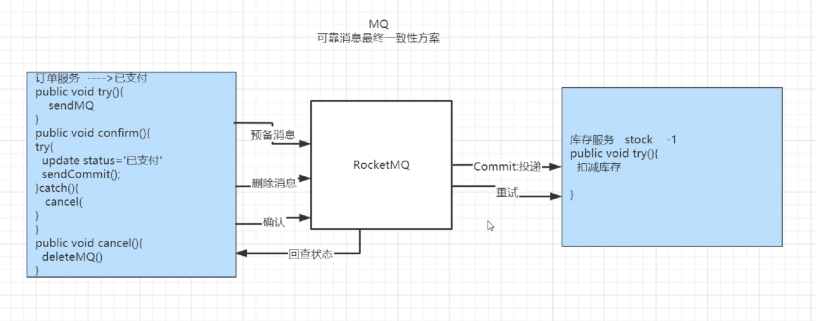 MQ
可靠消息最终一致性方案
订单服务 ---->已支付
public void try(){
sendMQ
}
public void confirm(){
try{
update status='已支付'
sendCommit();
}catch(){
cancel(
}
}
public void cancel(){
deleteMQ()
}
预备消息
删除消息
确认
回查状态
RocketMQ
Commit:投递
重试
库存服务 stock -1
public void try(){
扣减库存
}